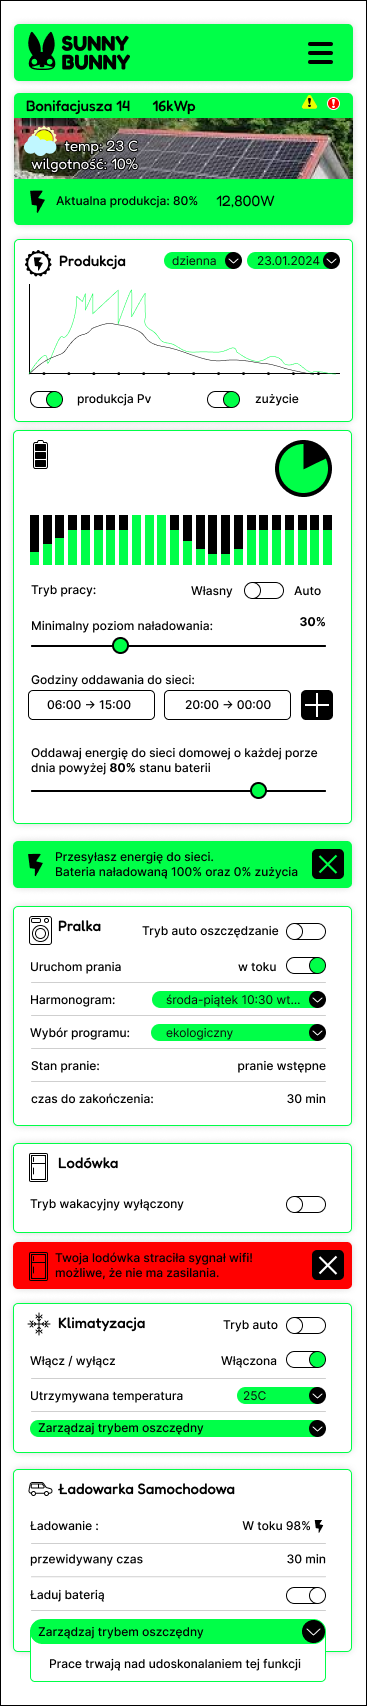 SUNNY
BUNNY
Bonifacjusza 14 16kWp
temp: 23 C
wilgotność: 10%
Aktualna produkcja: 80% 12,800W
Produkcja dzienna 23.01.2024
produkcja Pv zużycie
Tryb pracy: Własny Auto
Minimalny poziom naładowania: 30%
Godziny oddawania do sieci:
06:00 → 15:00 20:00 → 00:00
Oddawaj energię do sieci domowej o każdej porze
dnia powyżej 80% stanu baterii
Przesyłasz energię do sieci.
Bateria naładowaną 100% oraz 0% zużycia
Pralka Tryb auto oszczędzanie
Uruchom prania w toku
Harmonogram: środa-piątek 10:30 wt...
Wybór programu: ekologiczny
Stan pranie: pranie wstępne
czas do zakończenia: 30 min
Lodówka
Tryb wakacyjny wyłączony
Twoja lodówka straciła sygnał wifi!
możliwe, że nie ma zasilania.
Klimatyzacja Tryb auto
Włącz / wyłącz Włączona
Utrzymywana temperatura 25C
Zarządzaj trybem oszczędny
Ładowarka Samochodowa
Ładowanie : W toku 98%
przewidywany czas 30 min
Ładuj baterią
Zarządzaj trybem oszczędny
Prace trwają nad udoskonalaniem tej funkcji